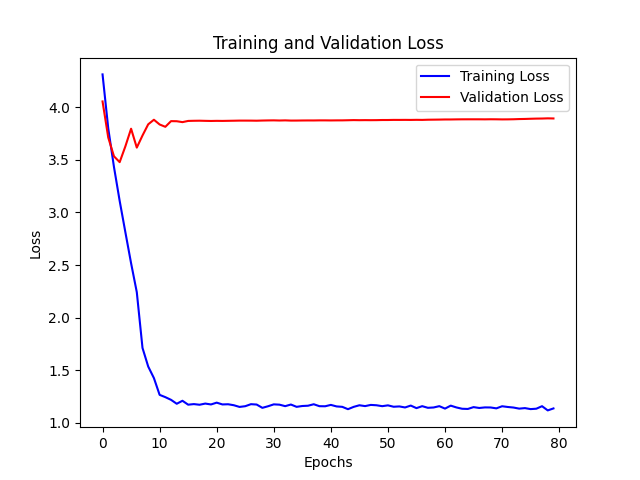 Training and Validation Loss
Training Loss
Validation Loss
4.0
3.5
3.0
2.5
2.0
1.5
1.0
Loss
0 10 20 30 40 50 60 70 80
Epochs